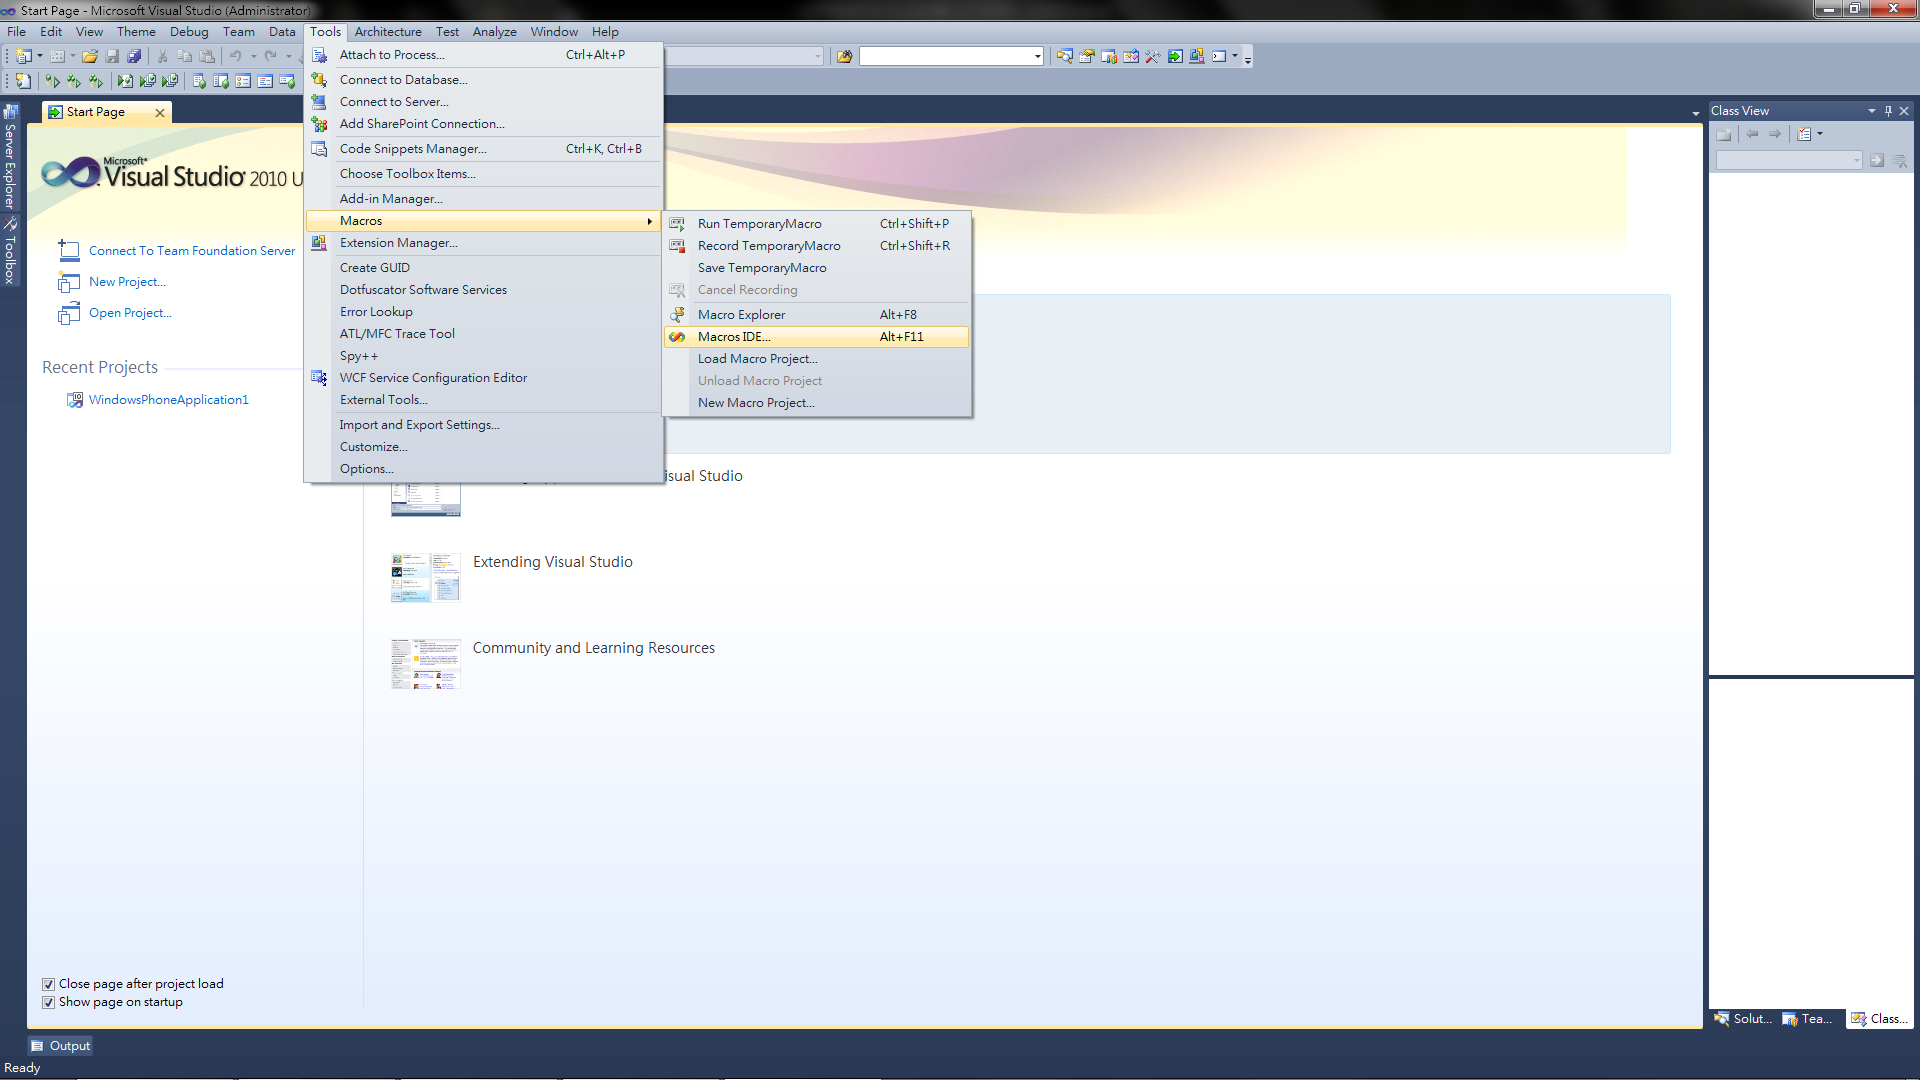 Start Page - Microsoft Visual Studio (Administrator)
File Edit View Theme Debug Team Data Tools Architecture Test Analyze Window Help
Attach to Process... Ctrl+Alt+P
Connect to Database...
Connect to Server...
Add SharePoint Connection...
Code Snippets Manager... Ctrl+K, Ctrl+B
Choose Toolbox Items...
Add-in Manager...
Macros
Extension Manager...
Create GUID
Dotfuscator Software Services
Error Lookup
ATL/MFC Trace Tool
Spy++
WCF Service Configuration Editor
External Tools...
Import and Export Settings...
Customize...
Options...
Run TemporaryMacro Ctrl+Shift+P
Record TemporaryMacro Ctrl+Shift+R
Save TemporaryMacro
Cancel Recording
Macro Explorer Alt+F8
Macros IDE... Alt+F11
Load Macro Project...
Unload Macro Project
New Macro Project...
Server Explorer
Toolbox
Start Page
Microsoft®
Visual Studio® 2010 U
Connect To Team Foundation Server
New Project...
Open Project...
Recent Projects
WindowsPhoneApplication1
isual Studio
Extending Visual Studio
Community and Learning Resources
Close page after project load
Show page on startup
Class View
Solut... Tea... Class...
Output
Ready